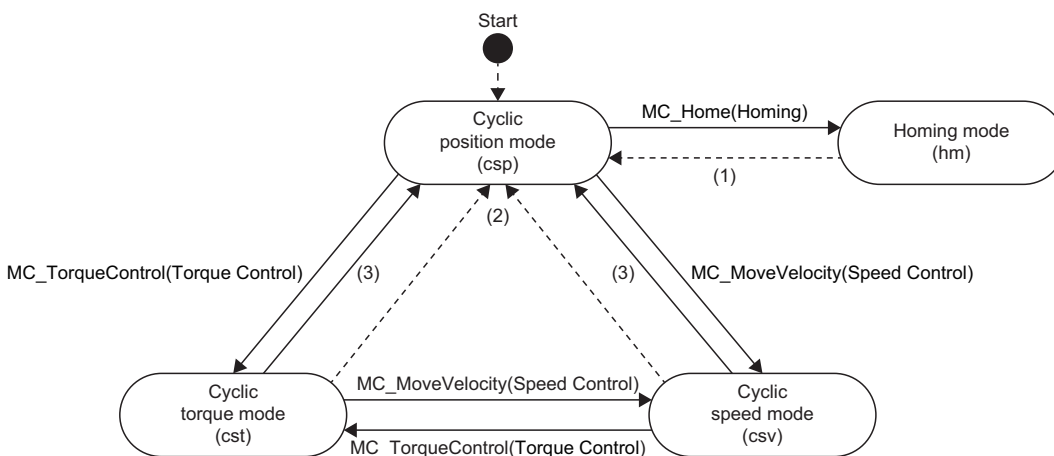 Start
Cyclic
position mode
(csp)
MC_Home(Homing)
Homing mode
(hm)
(1)
(2)
MC_TorqueControl(Torque Control)
(3)
(3)
MC_MoveVelocity(Speed Control)
Cyclic
torque mode
(cst)
MC_MoveVelocity(Speed Control)
Cyclic
speed mode
(csv)
MC_TorqueControl(Torque Control)